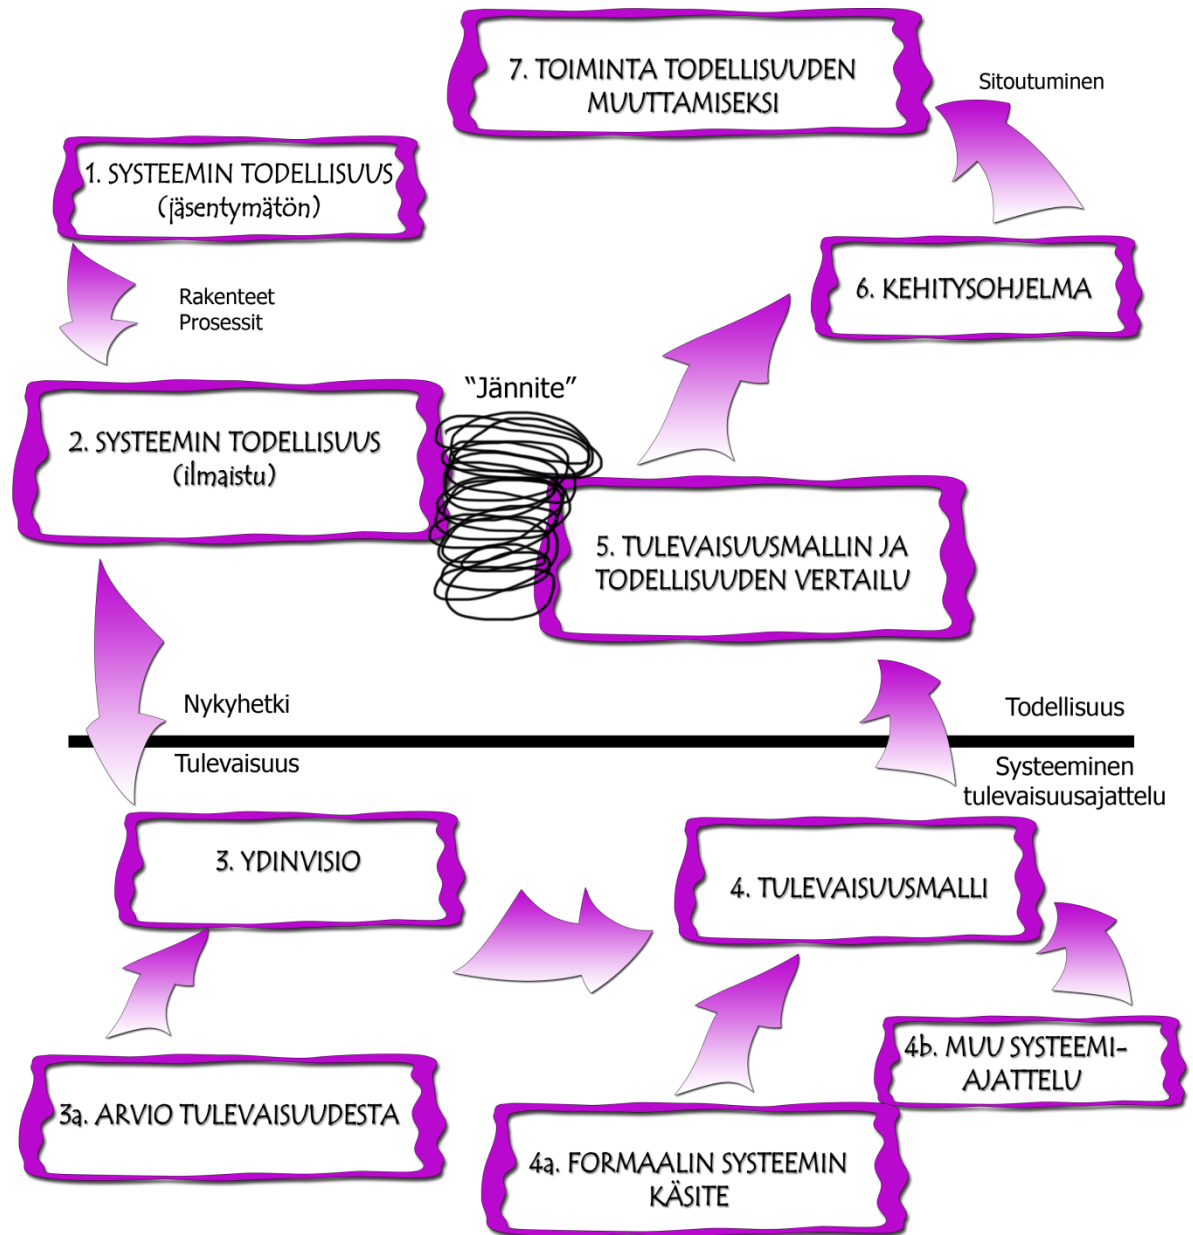 7. TOIMINTA TODELLISUUDEN
MUUTTAMISEKSI
Sitoutuminen
1. SYSTEEMIN TODELLISUUS
(jäsentymätön)
Rakenteet
Prosessit
6. KEHITYSOHJELMA
"Jännite"
2. SYSTEEMIN TODELLISUUS
(ilmaistu)
5. TULEVAISUUSMALLIN JA
TODELLISUUDEN VERTAILU
Nykyhetki
Todellisuus
Tulevaisuus
Systeeminen
tulevaisuusajattelu
3. YDINVISIO
4. TULEVAISUUSMALLI
4b. MUU SYSTEEMI-
AJATTELU
3a. ARVIO TULEVAISUUDESTA
4a. FORMAALIN SYSTEEMIN
KÄSITE